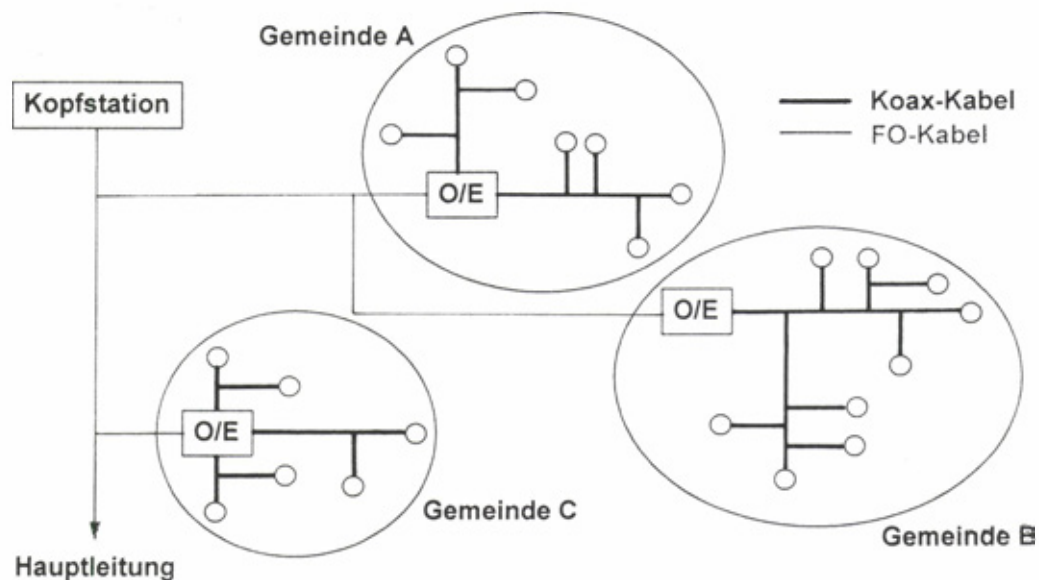 Gemeinde A
Kopfstation
Koax-Kabel
FO-Kabel
O/E
O/E
O/E
Gemeinde C
Gemeinde B
Hauptleitung